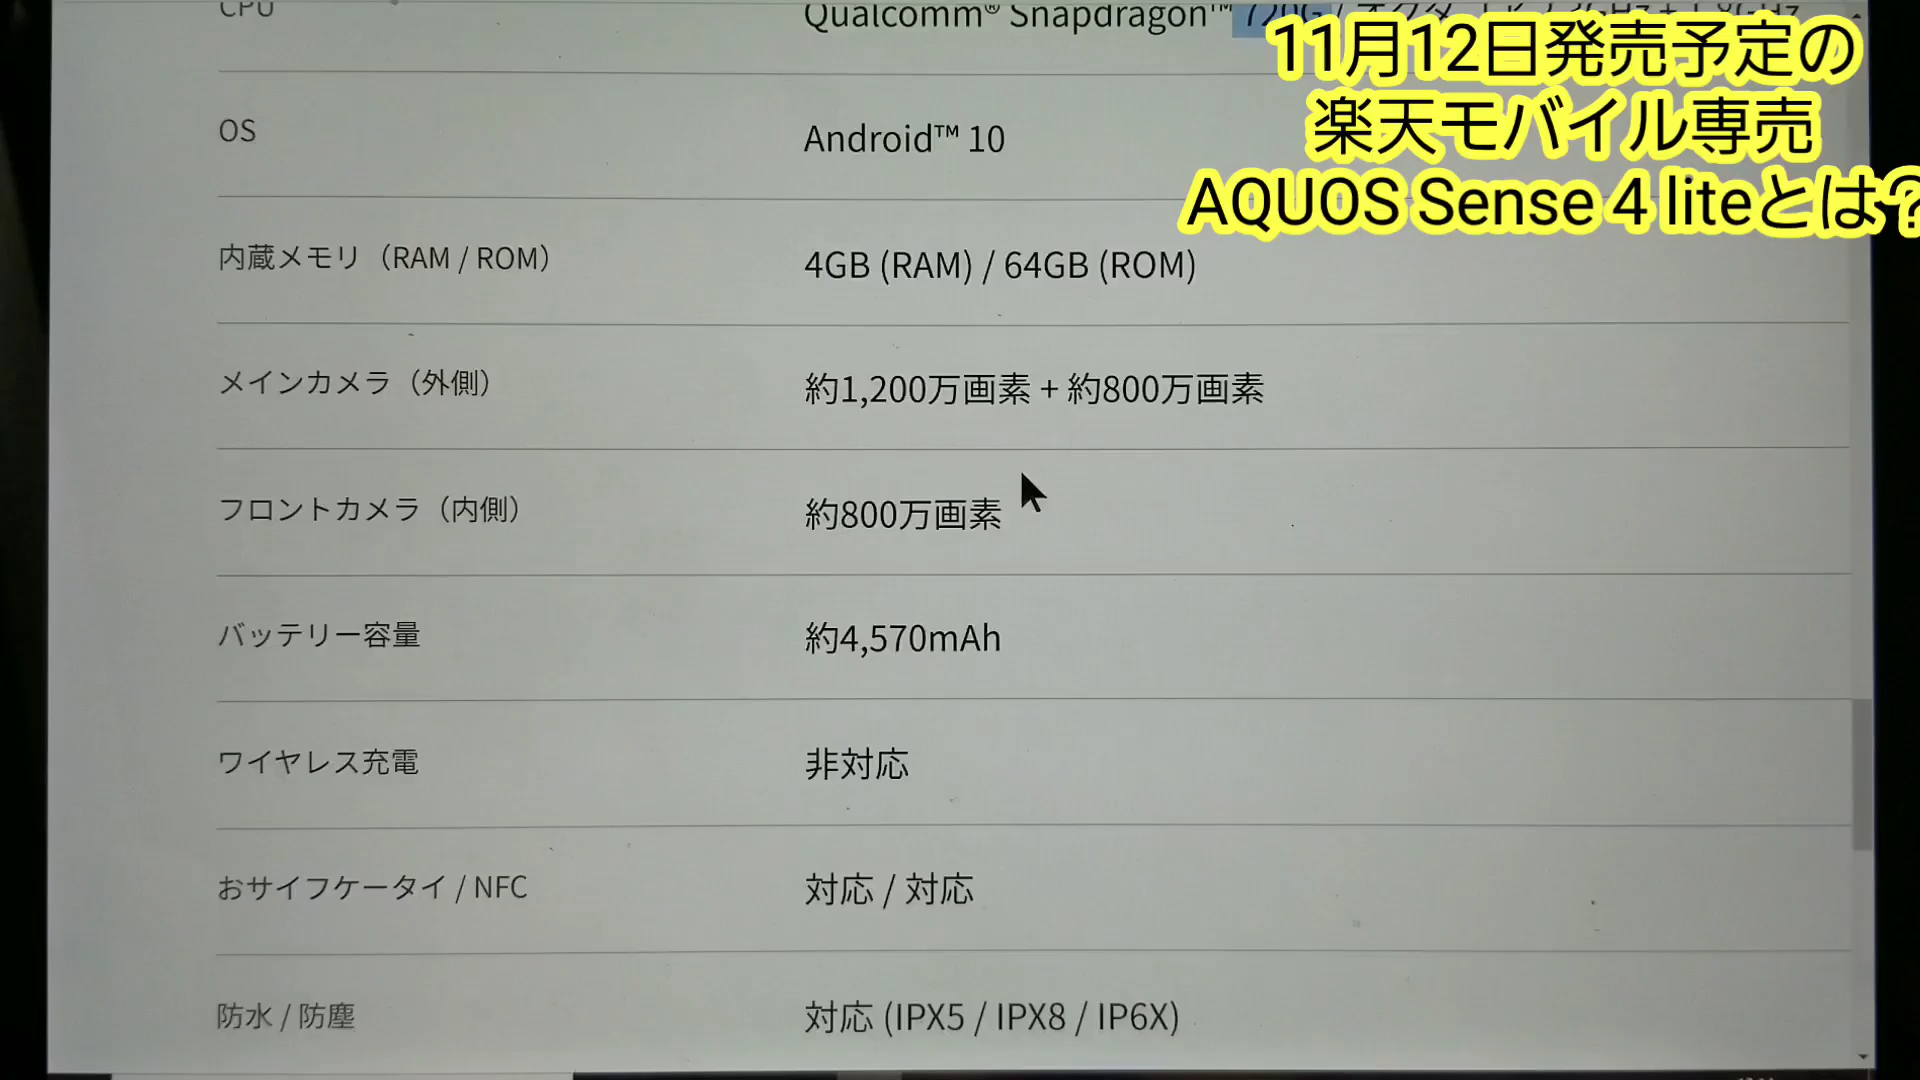 CPU
Qualcomm® Snapdragon™ 720G /
11月12日発売予定の
楽天モバイル専売
AQUOS Sense 4 liteとは?
OS
Android™ 10
内蔵メモリ（RAM / ROM）
4GB (RAM) / 64GB (ROM)
メインカメラ（外側）
約1,200万画素 + 約800万画素
フロントカメラ（内側）
約800万画素
バッテリー容量
約4,570mAh
ワイヤレス充電
非対応
おサイフケータイ / NFC
対応 / 対応
防水 / 防塵
対応 (IPX5 / IPX8 / IP6X)